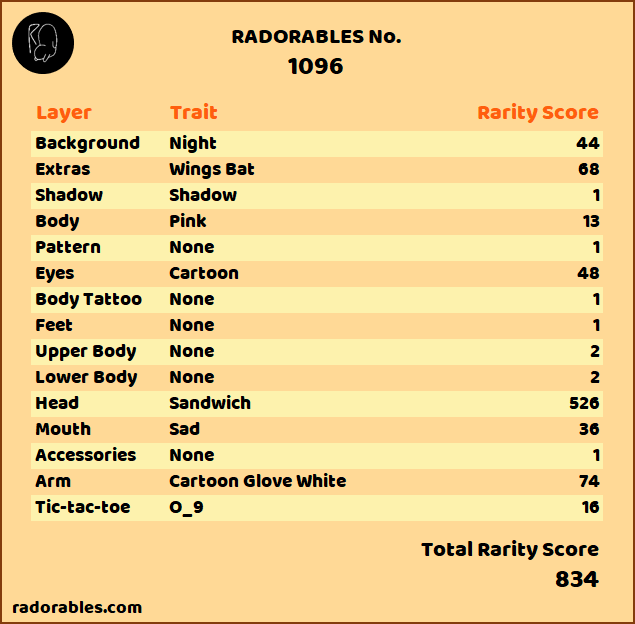 RADORABLES No.
1096
Layer Trait Rarity Score
Background Night 44
Extras Wings Bat 68
Shadow Shadow 1
Body Pink 13
Pattern None 1
Eyes Cartoon 48
Body Tattoo None 1
Feet None 1
Upper Body None 2
Lower Body None 2
Head Sandwich 526
Mouth Sad 36
Accessories None 1
Arm Cartoon Glove White 74
Tic-tac-toe O_9 16
Total Rarity Score
834
radorables.com